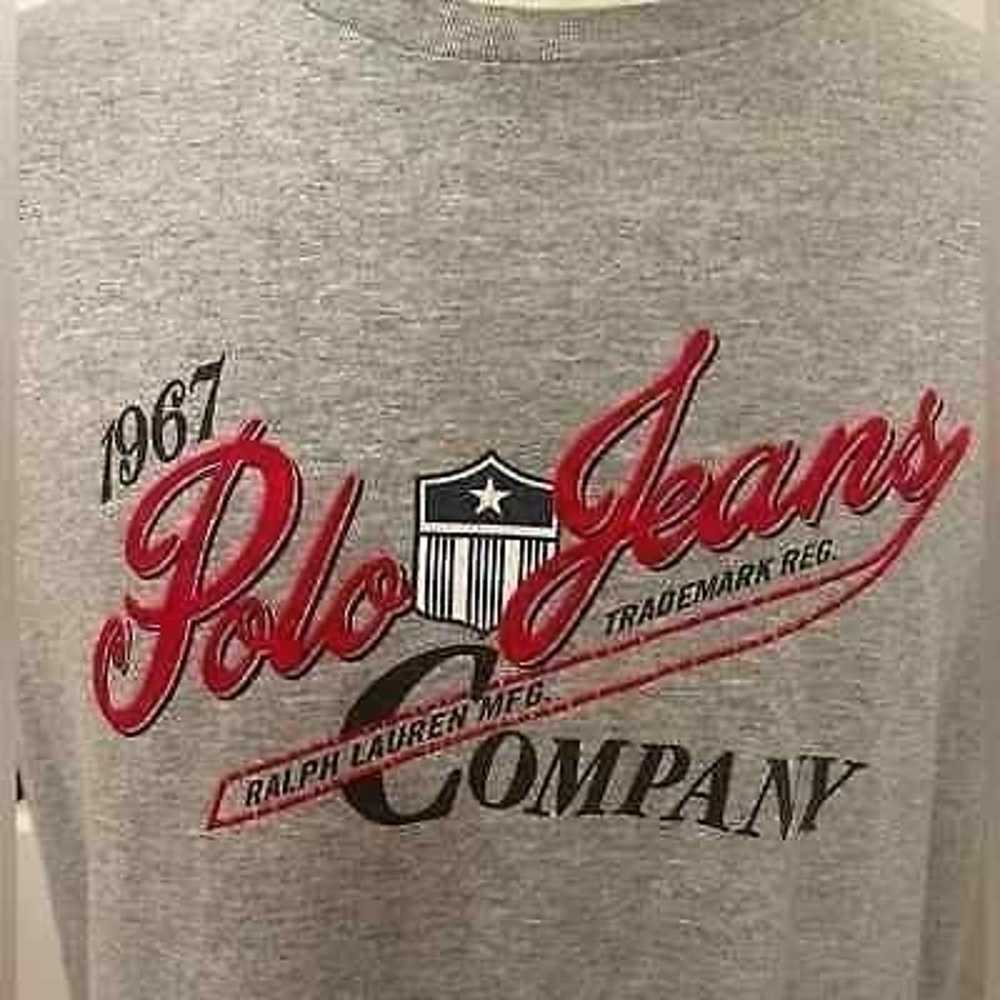 1967
Polo Jeans
TRADEMARK REG.
RALPH LAUREN MFG.
COMPANY